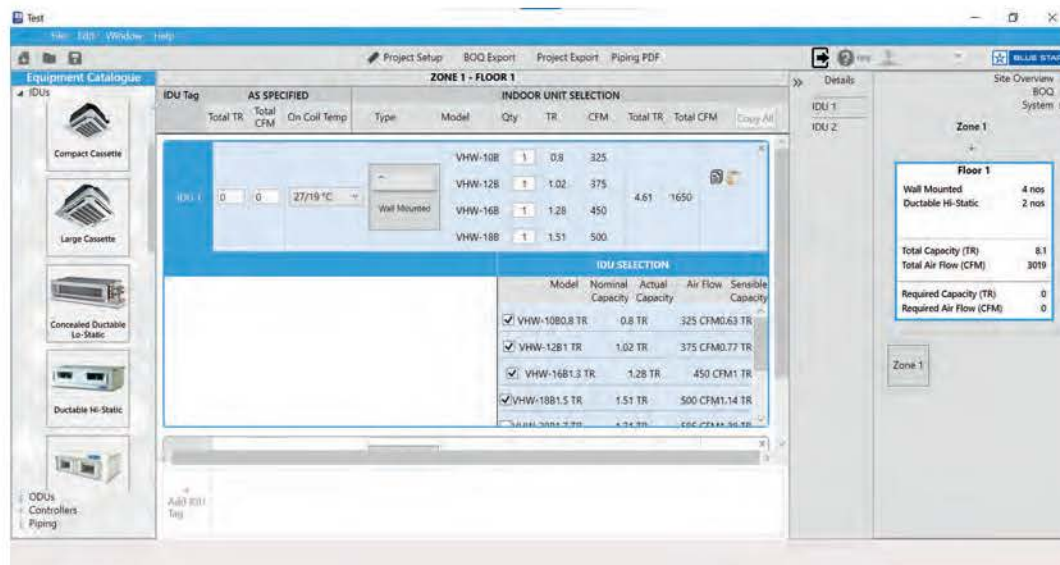 Test
File Edit Window Help
Project Setup BOQ Export Project Export Piping PDF
BLUE STAR
Equipment Catalogue
IDUs
Compact Cassette
Large Cassette
Concealed Ductable
Lo-Static
Ductable Hi-Static
ODUs
Controllers
Piping
ZONE 1 - FLOOR 1
IDU Tag AS SPECIFIED INDOOR UNIT SELECTION
Total TR Total CFM On Coil Temp Type Model Qty TR CFM Total TR Total CFM Copy All
IDU 1 0 0 27/19 °C Wall Mounted 4.61 1650
VHW-10B 1 0.8 325
VHW-12B 1 1.02 375
VHW-16B 1 1.28 450
VHW-18B 1 1.51 500
IDU SELECTION
Model Nominal Capacity Actual Capacity Air Flow Sensible Capacity
VHW-10B0.8 TR 0.8 TR 325 CFM0.63 TR
VHW-12B1 TR 1.02 TR 375 CFM0.77 TR
VHW-16B1.3 TR 1.28 TR 450 CFM1 TR
VHW-18B1.5 TR 1.51 TR 500 CFM1.14 TR
Add IDU
Tag
Details
IDU 1
IDU 2
Site Overview
BOQ
System
Zone 1
Floor 1
Wall Mounted 4 nos
Ductable Hi-Static 2 nos
Total Capacity (TR) 8.1
Total Air Flow (CFM) 3019
Required Capacity (TR) 0
Required Air Flow (CFM) 0
Zone 1